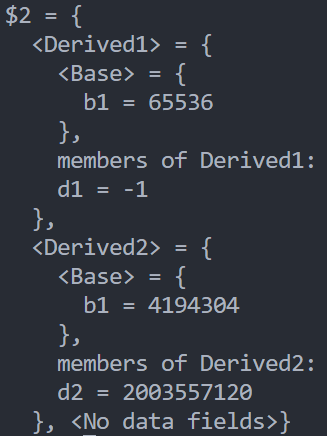 $2 = {
  <Derived1> = {
    <Base> = {
      b1 = 65536
    },
    members of Derived1:
    d1 = -1
  },
  <Derived2> = {
    <Base> = {
      b1 = 4194304
    },
    members of Derived2:
    d2 = 2003557120
  }, <No data fields>}